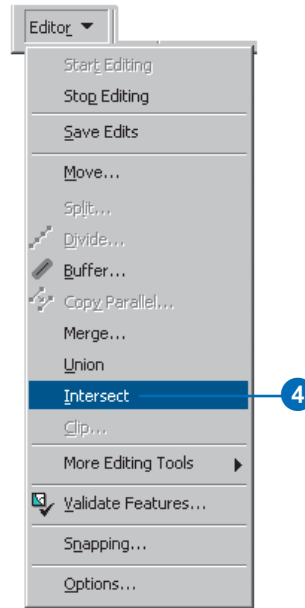 Editor
Start Editing
Stop Editing
Save Edits
Move...
Split...
Divide...
Buffer...
Copy Parallel...
Merge...
Union
Intersect
4
Clip...
More Editing Tools
Validate Features...
Snapping...
Options...